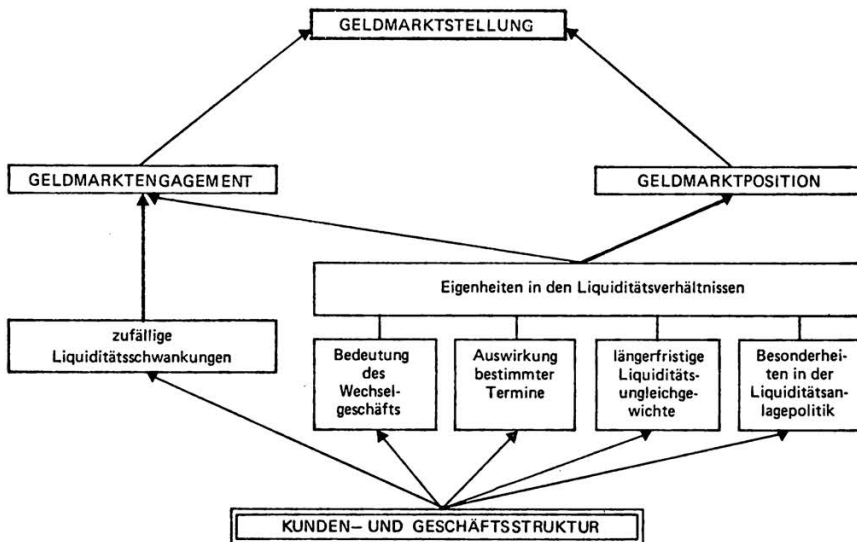 GELDMARKTSTELLUNG
GELDMARKTENGAGEMENT
GELDMARKTPOSITION
Eigenheiten in den Liquiditätsverhältnissen
zufällige
Liquiditätsschwankungen
Bedeutung
des
Wechsel-
geschäfts
Auswirkung
bestimmter
Termine
längerfristige
Liquiditäts-
ungleichge-
wichte
Besonderhei-
ten in der
Liquiditätsan-
lagepolitik
KUNDEN– UND GESCHÄFTSSTRUKTUR